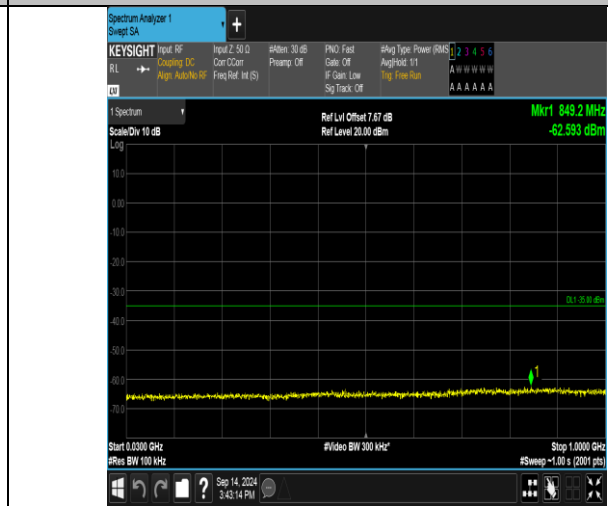 Spectrum Analyzer 1
Swept SA
+
KEYSIGHT Input: RF Input Z: 50 Ω #Atten: 30 dB PNO: Fast #Avg Type: Power (RMS 1 2 3 4 5 6
RL Coupling: DC Corr CCorr Preamp: Off Gate: Off Avg|Hold: 1/1 A W W W W W
Align: Auto/No RF Freq Ref: Int (S) IF Gain: Low Trig: Free Run
LXI Sig Track: Off A A A A A A
1 Spectrum Ref Lvl Offset 7.67 dB Mkr1 849.2 MHz
Scale/Div 10 dB Ref Level 20.00 dBm -62.593 dBm
Log
10.0
0.00
-10.0
-20.0
-30.0
DL1 -35.00 dBm
-40.0
-50.0
1
-60.0
-70.0
Start 0.0300 GHz #Video BW 300 kHz* Stop 1.0000 GHz
#Res BW 100 kHz #Sweep ~1.00 s (2001 pts)
? Sep 14, 2024
3:43:14 PM